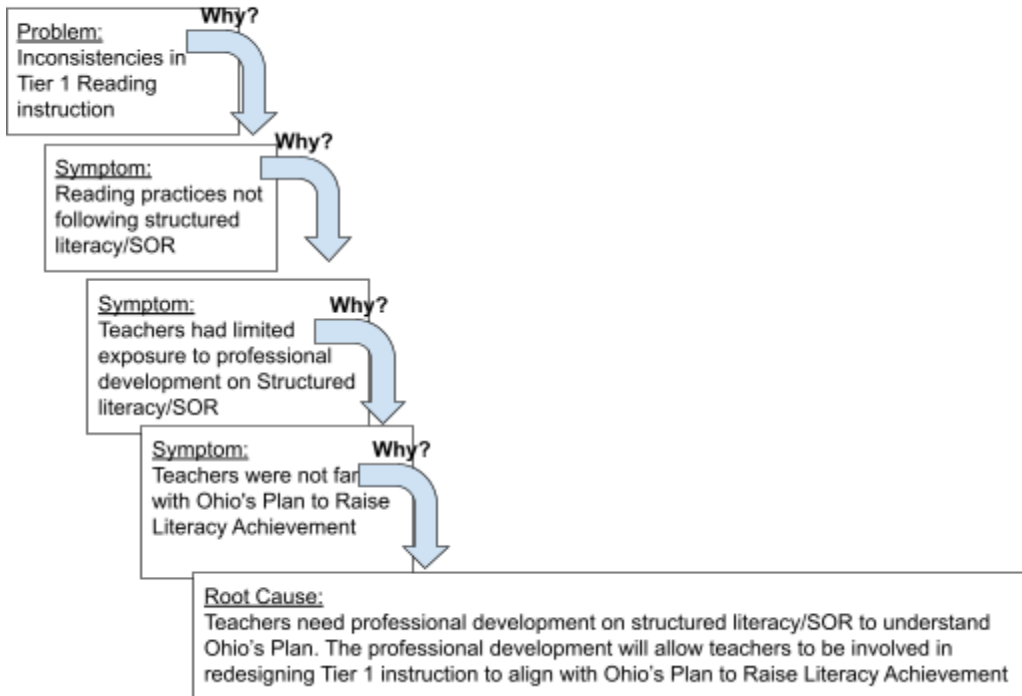 Why?
Problem:
Inconsistencies in
Tier 1 Reading
instruction
Why?
Symptom:
Reading practices not
following structured
literacy/SOR
Why?
Symptom:
Teachers had limited
exposure to professional
development on Structured
literacy/SOR
Why?
Symptom:
Teachers were not
with Ohio's Plan to Raise
Literacy Achievement
Root Cause:
Teachers need professional development on structured literacy/SOR to understand
Ohio's Plan. The professional development will allow teachers to be involved in
redesigning Tier 1 instruction to align with Ohio's Plan to Raise Literacy Achievement